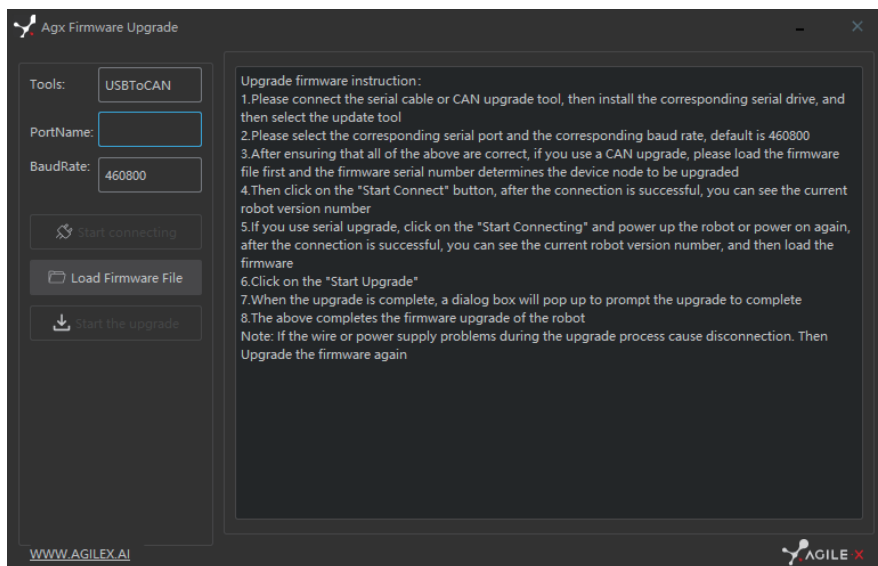 Agx Firmware Upgrade
Tools:
USBToCAN
PortName:
BaudRate:
460800
Start connecting
Load Firmware File
Start the upgrade
Upgrade firmware instruction:
1.Please connect the serial cable or CAN upgrade tool, then install the corresponding serial drive, and
then select the update tool
2.Please select the corresponding serial port and the corresponding baud rate, default is 460800
3.After ensuring that all of the above are correct, if you use a CAN upgrade, please load the firmware
file first and the firmware serial number determines the device node to be upgraded
4.Then click on the "Start Connect" button, after the connection is successful, you can see the current
robot version number
5.If you use serial upgrade, click on the "Start Connecting" and power up the robot or power on again,
after the connection is successful, you can see the current robot version number, and then load the
firmware
6.Click on the "Start Upgrade"
7.When the upgrade is complete, a dialog box will pop up to prompt the upgrade to complete
8.The above completes the firmware upgrade of the robot
Note: If the wire or power supply problems during the upgrade process cause disconnection. Then
Upgrade the firmware again
WWW.AGILEX.AI
AGILE X